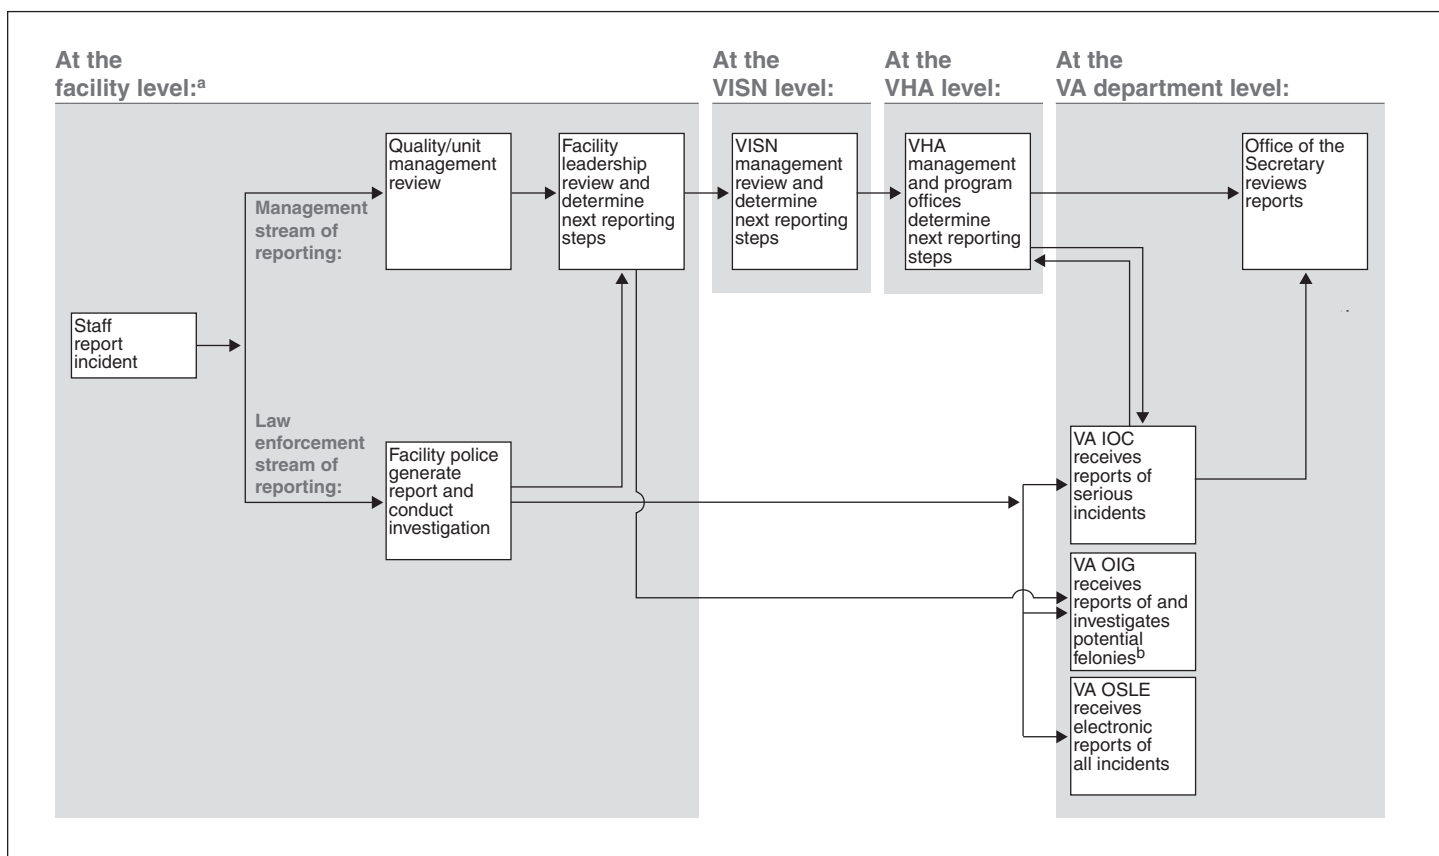 At the
facility level:a
At the
VISN level:
At the
VHA level:
At the
VA department level:
Quality/unit
management
review
Facility
leadership
review and
determine
next reporting
steps
VISN
management
review and
determine
next reporting
steps
VHA
management
and program
offices
determine
next reporting
steps
Office of the
Secretary
reviews
reports
Management
stream of
reporting:
Staff
report
incident
Law
enforcement
stream of
reporting:
Facility police
generate
report and
conduct
investigation
VA IOC
receives
reports of
serious
incidents
VA OIG
receives
reports of and
investigates
potential
feloniesb
VA OSLE
receives
electronic
reports of
all incidents